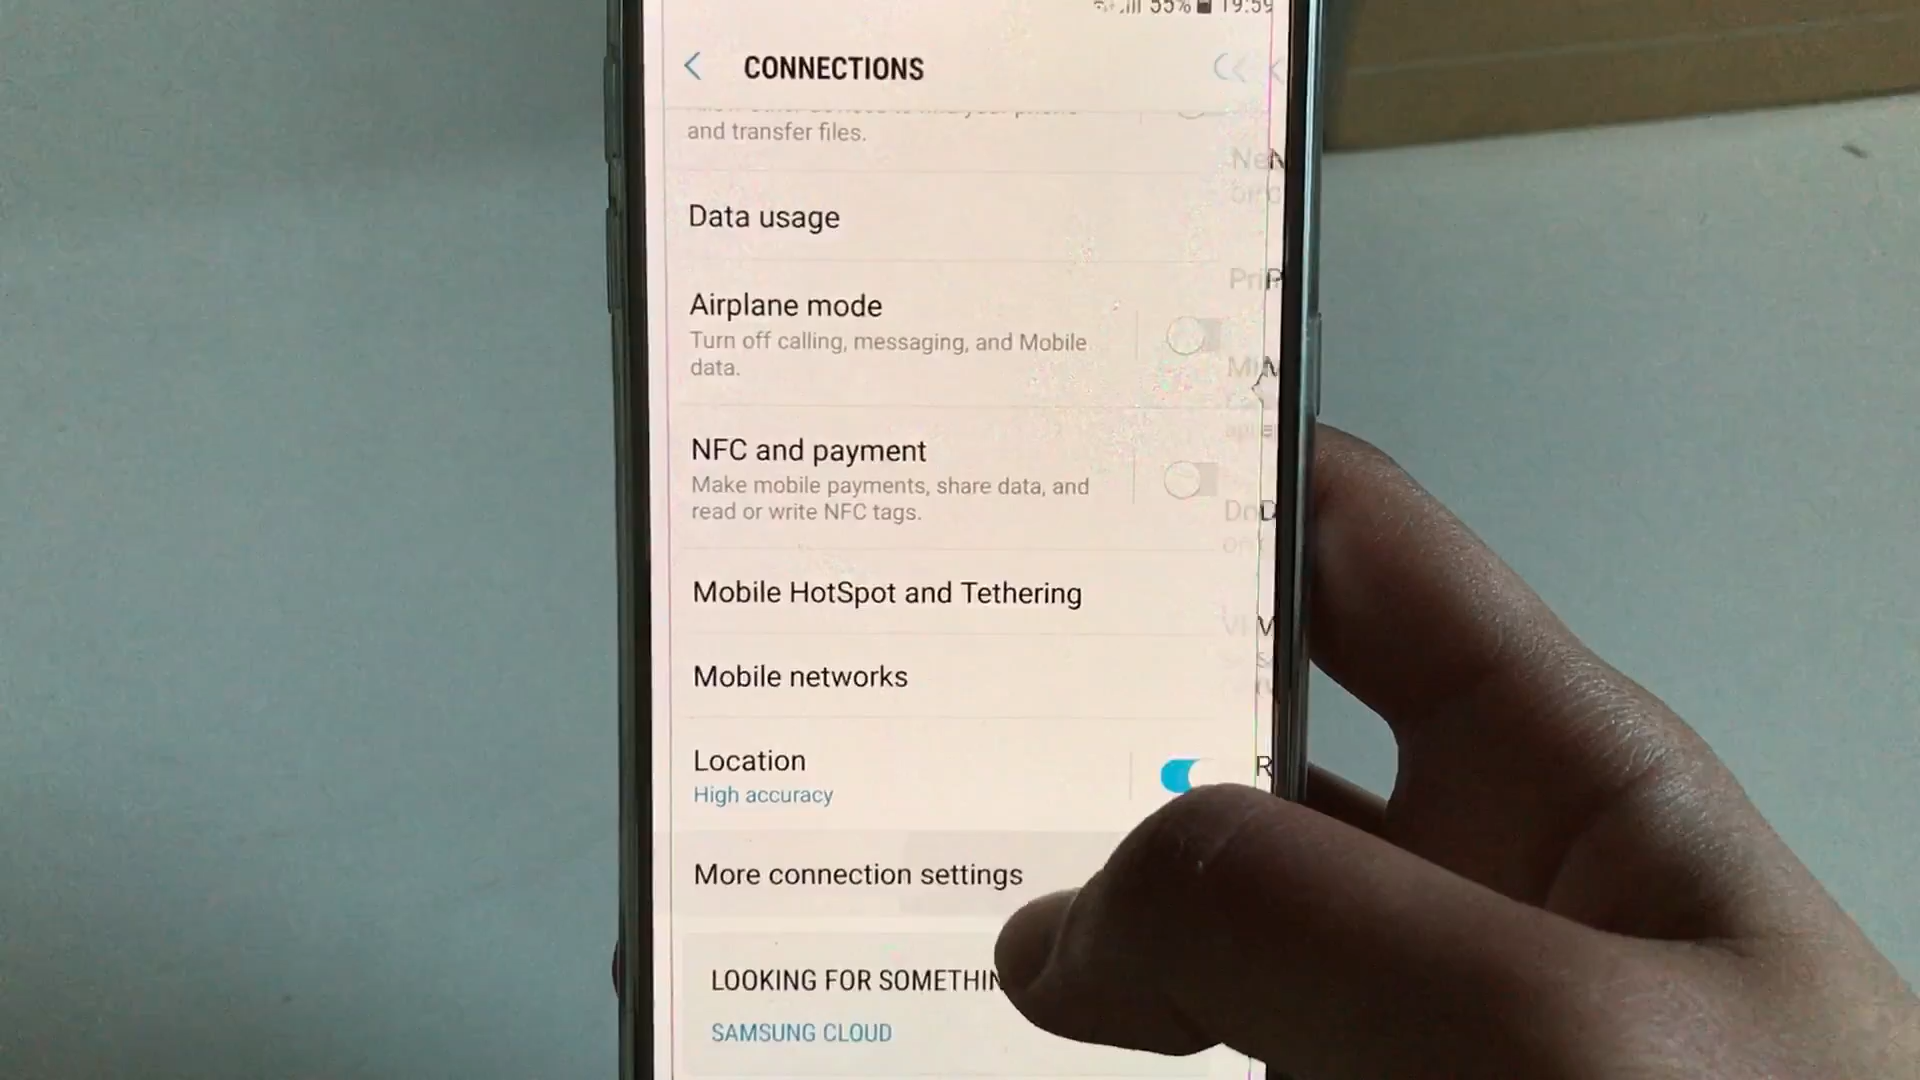 55% 19:59
CONNECTIONS
and transfer files.
Data usage
Airplane mode
Turn off calling, messaging, and Mobile
data.
NFC and payment
Make mobile payments, share data, and
read or write NFC tags.
Mobile HotSpot and Tethering
Mobile networks
Location
High accuracy
More connection settings
LOOKING FOR
SAMSUNG CLOUD